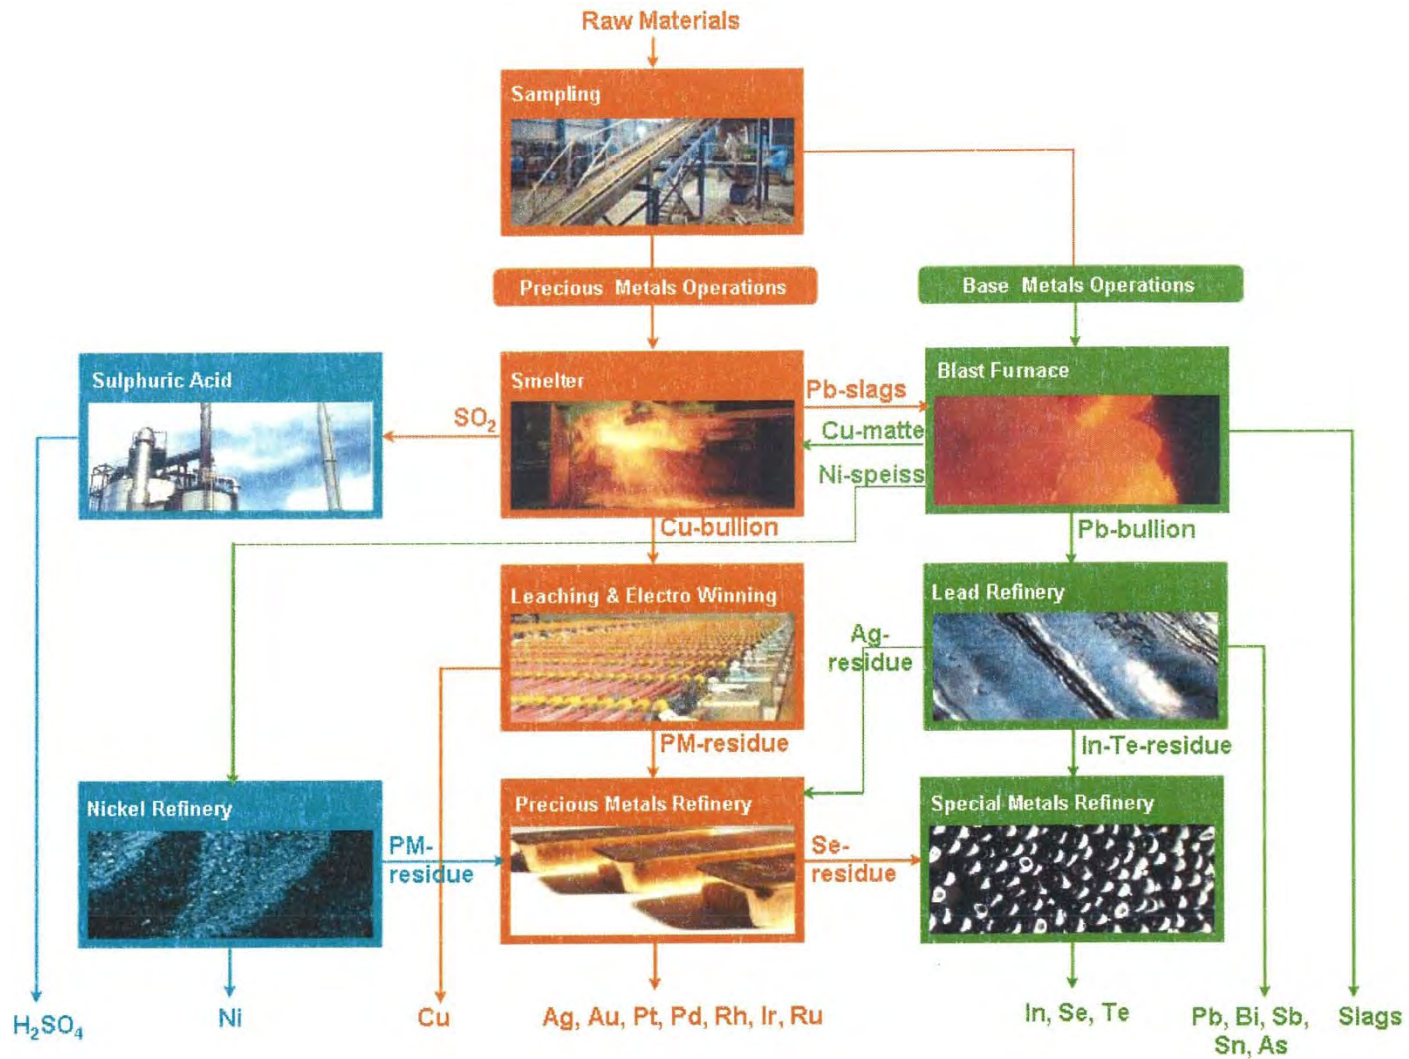 Raw Materials
Sampling
Precious Metals Operations
Base Metals Operations
Sulphuric Acid
Smelter
Blast Furnace
SO₂
Pb-slags
Cu-matte
Ni-speiss
Cu-bullion
Pb-bullion
Leaching & Electro Winning
Lead Refinery
Ag-
residue
PM-residue
In-Te-residue
Nickel Refinery
Precious Metals Refinery
Special Metals Refinery
PM-
residue
Se-
residue
H₂SO₄
Ni
Cu
Ag, Au, Pt, Pd, Rh, Ir, Ru
In, Se, Te
Pb, Bi, Sb,
Sn, As
Slags